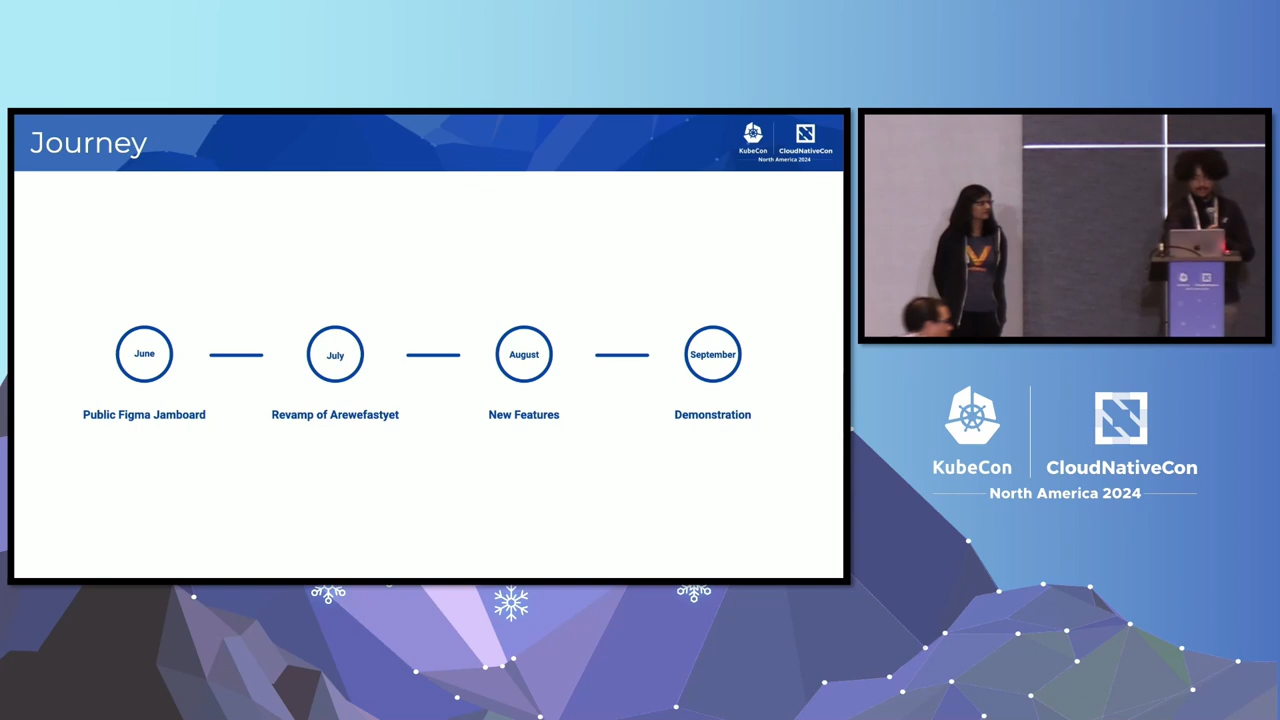 Journey
KubeCon
CloudNativeCon
North America 2024
June
July
August
September
Public Figma Jamboard
Revamp of Arewefastyet
New Features
Demonstration
KubeCon
CloudNativeCon
North America 2024